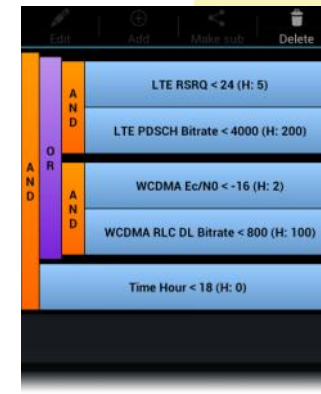 Edit Add Make sub Delete
AND
OR
AND
LTE RSRQ < 24 (H: 5)
LTE PDSCH Bitrate < 4000 (H: 200)
AND
WCDMA Ec/N0 < -16 (H: 2)
WCDMA RLC DL Bitrate < 800 (H: 100)
Time Hour < 18 (H: 0)